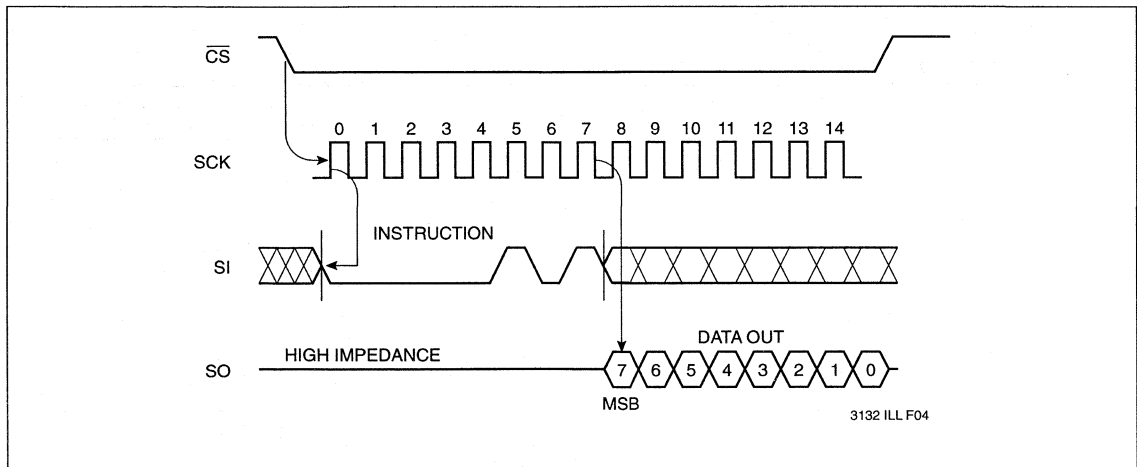 CS
0 1 2 3 4 5 6 7 8 9 10 11 12 13 14
SCK
INSTRUCTION
SI
HIGH IMPEDANCE
DATA OUT
SO
7 6 5 4 3 2 1 0
MSB
3132 ILL F04